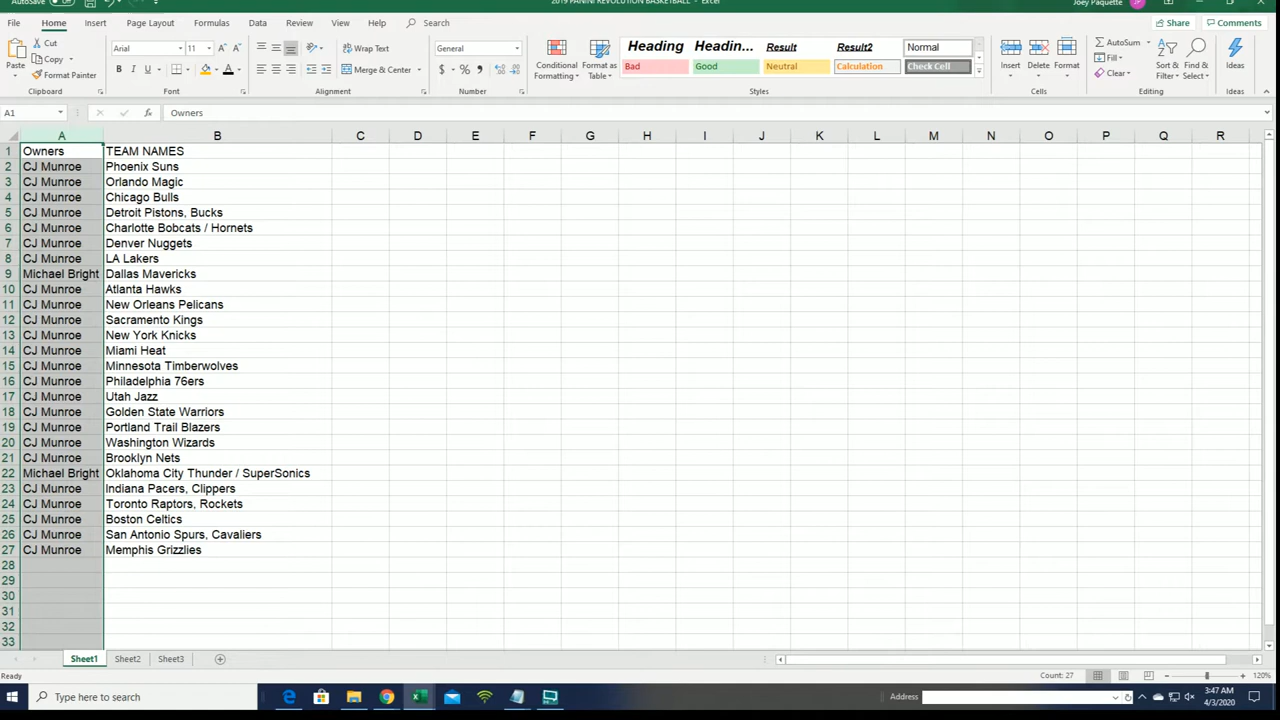 AutoSave Off 2019 PANINI REVOLUTION BASKETBALL - Excel Joey Paquette JP
File Home Insert Page Layout Formulas Data Review View Help Search Share Comments
Paste Cut Copy Format Painter Clipboard
Arial 11 A A B I U A Font
Wrap Text Merge & Center Alignment
General $ % 9 Number
Conditional Formatting Format as Table
Heading Headin... Result Result2 Normal
Bad Good Neutral Calculation Check Cell
Styles
Insert Delete Format Cells
AutoSum Fill Clear Sort & Filter Find & Select Editing
Ideas Ideas
A1 fx Owners
A B C D E F G H I J K L M N O P Q R
1 Owners TEAM NAMES
2 CJ Munroe Phoenix Suns
3 CJ Munroe Orlando Magic
4 CJ Munroe Chicago Bulls
5 CJ Munroe Detroit Pistons, Bucks
6 CJ Munroe Charlotte Bobcats / Hornets
7 CJ Munroe Denver Nuggets
8 CJ Munroe LA Lakers
9 Michael Bright Dallas Mavericks
10 CJ Munroe Atlanta Hawks
11 CJ Munroe New Orleans Pelicans
12 CJ Munroe Sacramento Kings
13 CJ Munroe New York Knicks
14 CJ Munroe Miami Heat
15 CJ Munroe Minnesota Timberwolves
16 CJ Munroe Philadelphia 76ers
17 CJ Munroe Utah Jazz
18 CJ Munroe Golden State Warriors
19 CJ Munroe Portland Trail Blazers
20 CJ Munroe Washington Wizards
21 CJ Munroe Brooklyn Nets
22 Michael Bright Oklahoma City Thunder / SuperSonics
23 CJ Munroe Indiana Pacers, Clippers
24 CJ Munroe Toronto Raptors, Rockets
25 CJ Munroe Boston Celtics
26 CJ Munroe San Antonio Spurs, Cavaliers
27 CJ Munroe Memphis Grizzlies
28
29
30
31
32
33
Sheet1 Sheet2 Sheet3
Ready Count: 27 120%
Type here to search Address 3:47 AM
4/3/2020